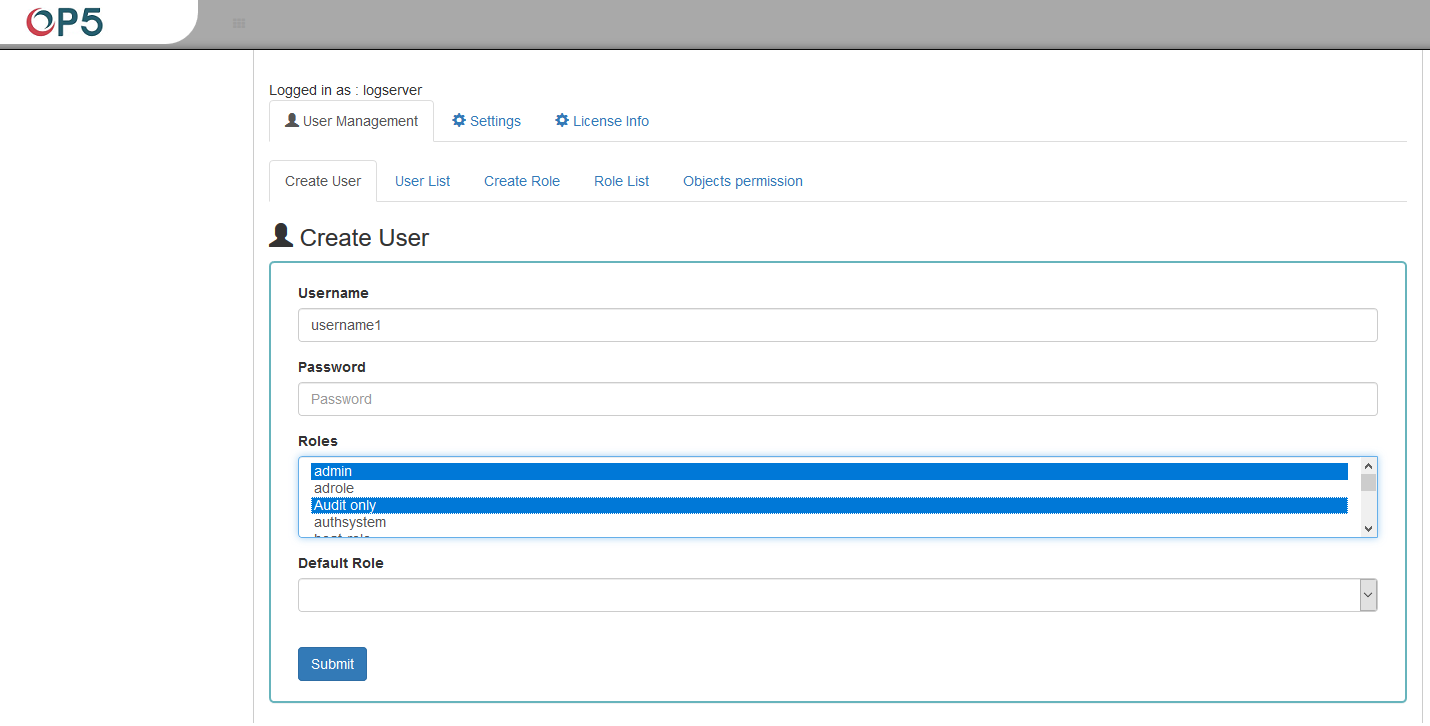 OP5
Logged in as : logserver
User Management Settings License Info
Create User User List Create Role Role List Objects permission
Create User
Username
username1
Password
Password
Roles
admin
adrole
Audit only
authsystem
Default Role
Submit